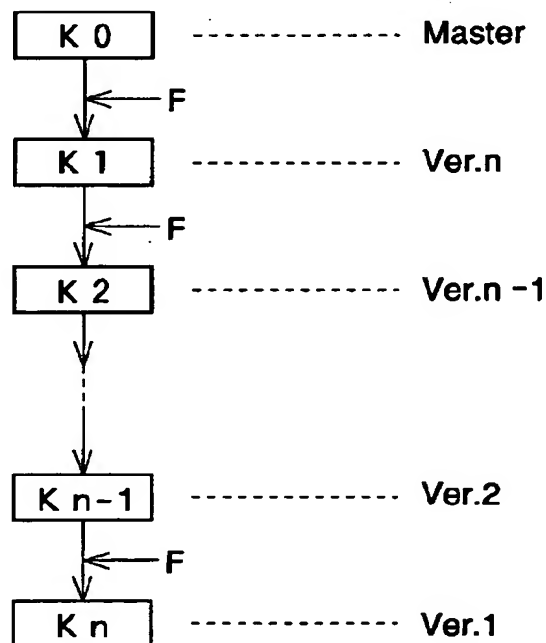 K 0 Master
F
K 1 Ver.n
F
K 2 Ver.n -1
K n-1 Ver.2
F
K n Ver.1